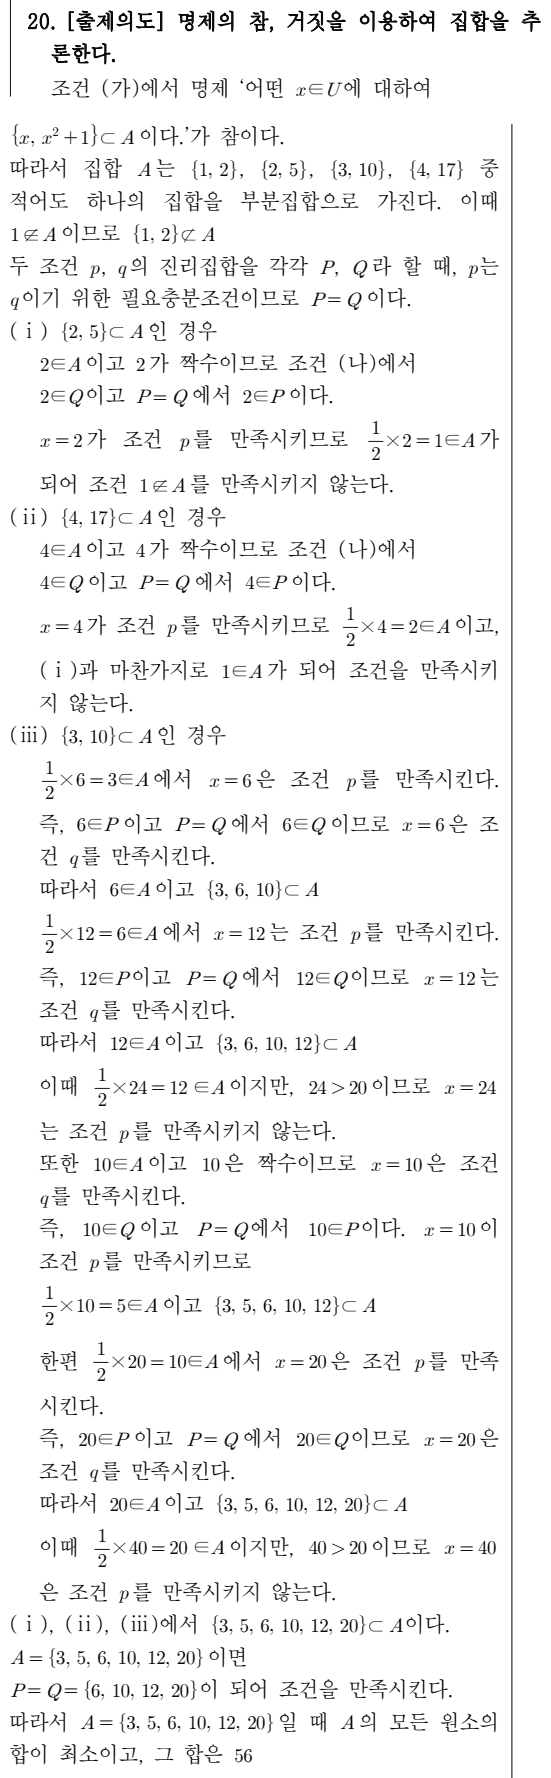 20. [출제의도] 명제의 참, 거짓을 이용하여 집합을 추
론한다.
조건 (가)에서 명제 ‘어떤 x∈U에 대하여
{x, x²+1}⊂A이다.’가 참이다.
따라서 집합 A는 {1, 2}, {2, 5}, {3, 10}, {4, 17} 중
적어도 하나의 집합을 부분집합으로 가진다. 이때
1∉A이므로 {1, 2}⊄A
두 조건 p, q의 진리집합을 각각 P, Q라 할 때, p는
q이기 위한 필요충분조건이므로 P=Q이다.
(ⅰ) {2, 5}⊂A인 경우
2∈A이고 2가 짝수이므로 조건 (나)에서
2∈Q이고 P=Q에서 2∈P이다.
x=2가 조건 p를 만족시키므로 1/2×2=1∈A가
되어 조건 1∉A를 만족시키지 않는다.
(ⅱ) {4, 17}⊂A인 경우
4∈A이고 4가 짝수이므로 조건 (나)에서
4∈Q이고 P=Q에서 4∈P이다.
x=4가 조건 p를 만족시키므로 1/2×4=2∈A이고,
(ⅰ)과 마찬가지로 1∈A가 되어 조건을 만족시키
지 않는다.
(ⅲ) {3, 10}⊂A인 경우
1/2×6=3∈A에서 x=6은 조건 p를 만족시킨다.
즉, 6∈P이고 P=Q에서 6∈Q이므로 x=6은 조
건 q를 만족시킨다.
따라서 6∈A이고 {3, 6, 10}⊂A
1/2×12=6∈A에서 x=12는 조건 p를 만족시킨다.
즉, 12∈P이고 P=Q에서 12∈Q이므로 x=12는
조건 q를 만족시킨다.
따라서 12∈A이고 {3, 6, 10, 12}⊂A
이때 1/2×24=12∈A이지만, 24>20이므로 x=24
는 조건 p를 만족시키지 않는다.
또한 10∈A이고 10은 짝수이므로 x=10은 조건
q를 만족시킨다.
즉, 10∈Q이고 P=Q에서 10∈P이다. x=10이
조건 p를 만족시키므로
1/2×10=5∈A이고 {3, 5, 6, 10, 12}⊂A
한편 1/2×20=10∈A에서 x=20은 조건 p를 만족
시킨다.
즉, 20∈P이고 P=Q에서 20∈Q이므로 x=20은
조건 q를 만족시킨다.
따라서 20∈A이고 {3, 5, 6, 10, 12, 20}⊂A
이때 1/2×40=20∈A이지만, 40>20이므로 x=40
은 조건 p를 만족시키지 않는다.
(ⅰ), (ⅱ), (ⅲ)에서 {3, 5, 6, 10, 12, 20}⊂A이다.
A={3, 5, 6, 10, 12, 20}이면
P=Q={6, 10, 12, 20}이 되어 조건을 만족시킨다.
따라서 A={3, 5, 6, 10, 12, 20}일 때 A의 모든 원소의
합이 최소이고, 그 합은 56